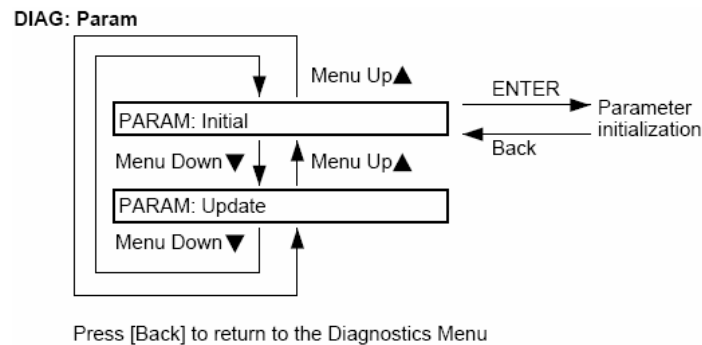 DIAG: Param
Menu Up▲
ENTER
Parameter
initialization
PARAM: Initial
Back
Menu Down▼
Menu Up▲
PARAM: Update
Menu Down▼
Press [Back] to return to the Diagnostics Menu